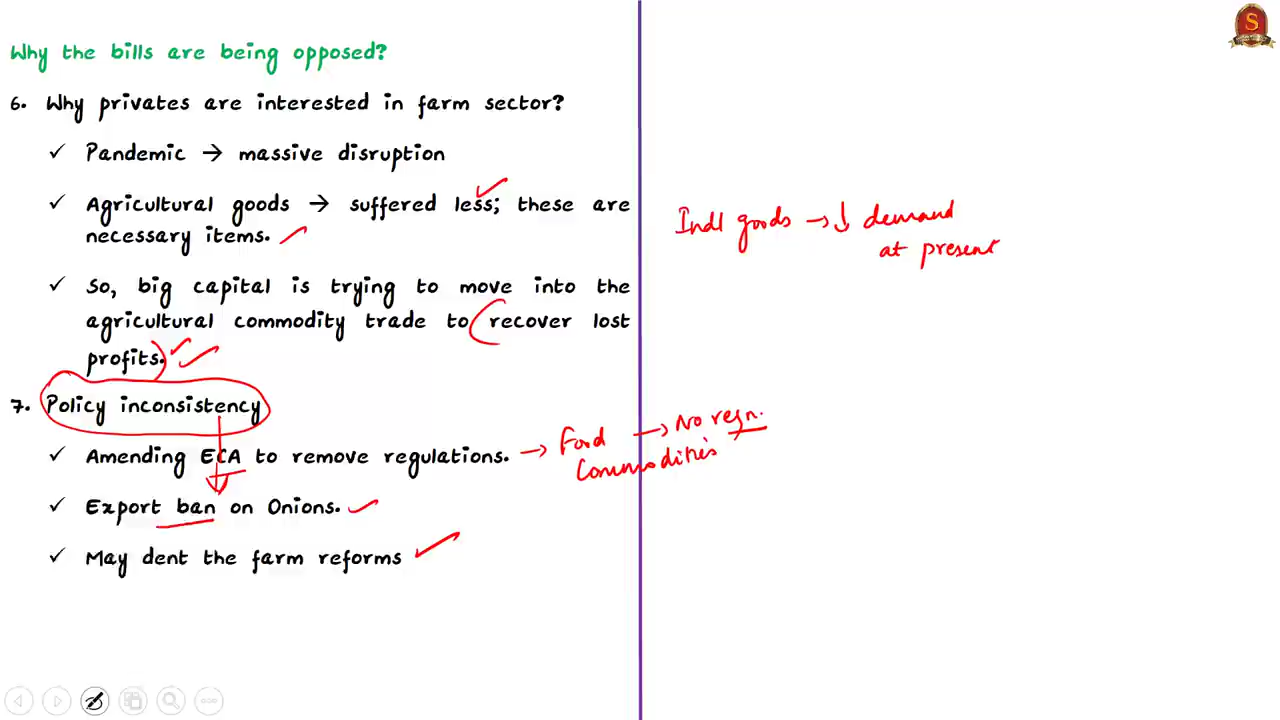 Why the bills are being opposed?
6. Why privates are interested in farm sector?
✓ Pandemic → massive disruption
✓ Agricultural goods → suffered less; these are
necessary items.
✓ So, big capital is trying to move into the
agricultural commodity trade to recover lost
profits.
7. Policy inconsistency
✓ Amending ECA to remove regulations.
✓ Export ban on Onions.
✓ May dent the farm reforms
Indl goods → ↓ demand
at present
→ Food → No regn.
Commodities
S